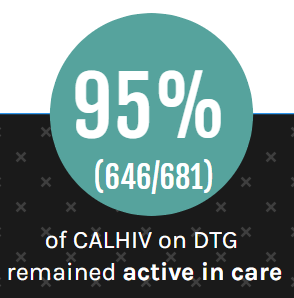 95%
(646/681)
of CALHIV on DTG
remained active in care